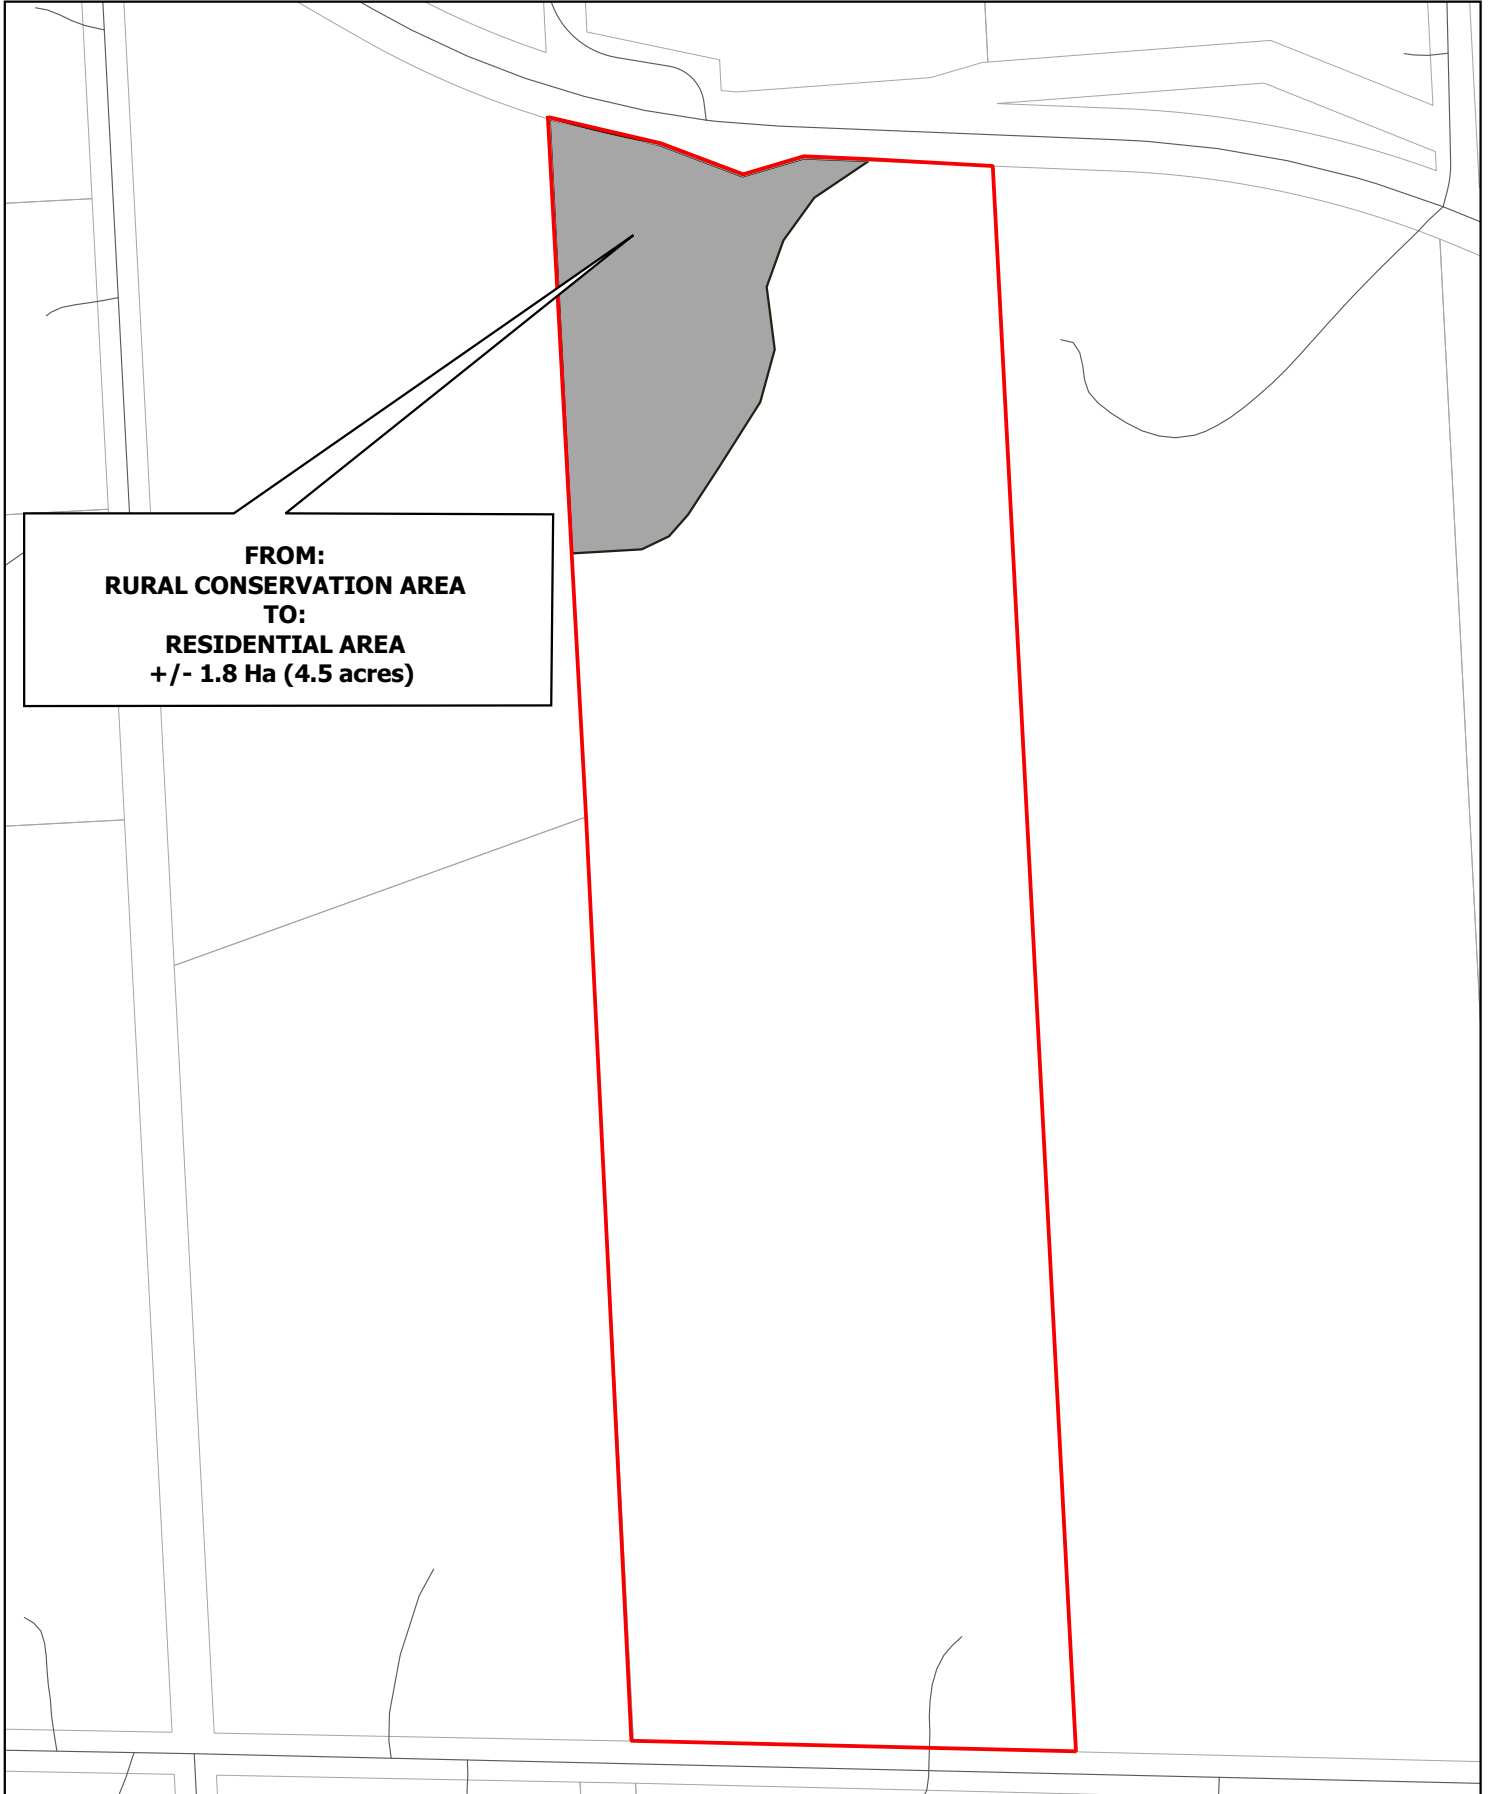 FROM:
RURAL CONSERVATION AREA
TO:
RESIDENTIAL AREA
+/- 1.8 Ha (4.5 acres)